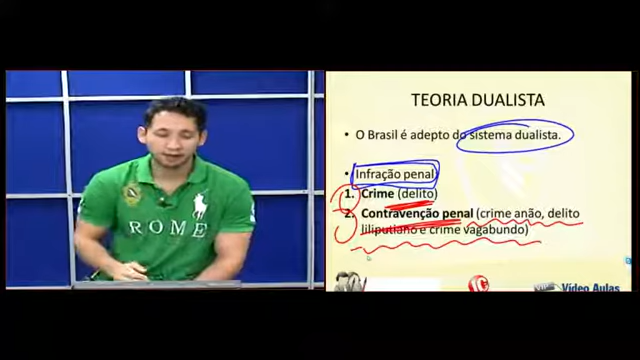 TEORIA DUALISTA
• O Brasil é adepto do sistema dualista.
• Infração penal
1. Crime (delito)
2. Contravenção penal (crime anão, delito
liliputiano e crime vagabundo)
ROME
Vídeo Aulas